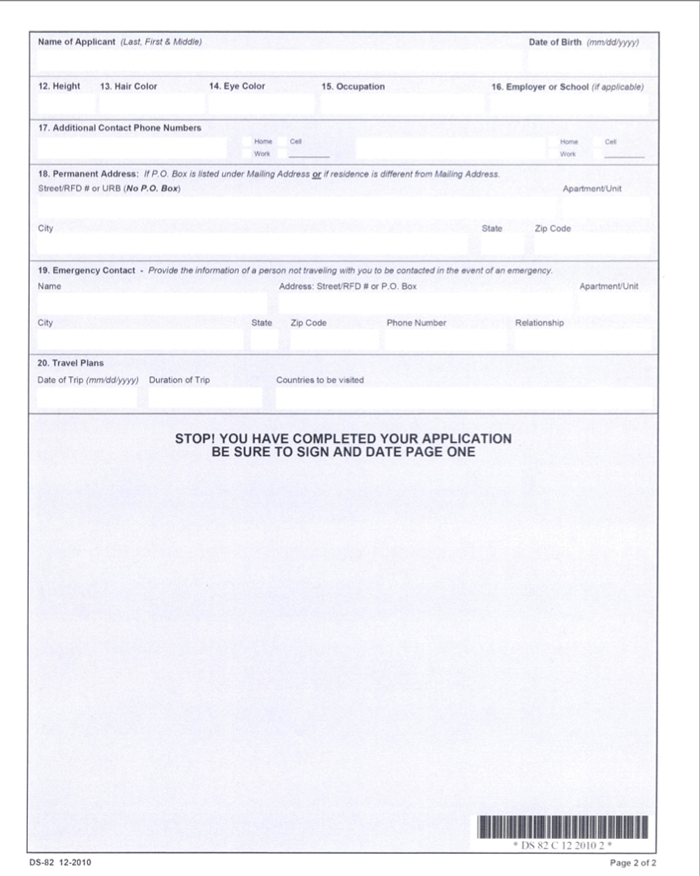 Name of Applicant (Last, First & Middle) Date of Birth (mm/dd/yyyy)
12. Height 13. Hair Color 14. Eye Color 15. Occupation 16. Employer or School (if applicable)
17. Additional Contact Phone Numbers
Home Cell Home Cell
Work Work
18. Permanent Address: If P.O. Box is listed under Mailing Address or if residence is different from Mailing Address.
Street/RFD # or URB (No P.O. Box) Apartment/Unit
City State Zip Code
19. Emergency Contact - Provide the information of a person not traveling with you to be contacted in the event of an emergency.
Name Address: Street/RFD # or P.O. Box Apartment/Unit
City State Zip Code Phone Number Relationship
20. Travel Plans
Date of Trip (mm/dd/yyyy) Duration of Trip Countries to be visited
STOP! YOU HAVE COMPLETED YOUR APPLICATION
BE SURE TO SIGN AND DATE PAGE ONE
* DS 82 C 12 2010 2 *
DS-82 12-2010 Page 2 of 2